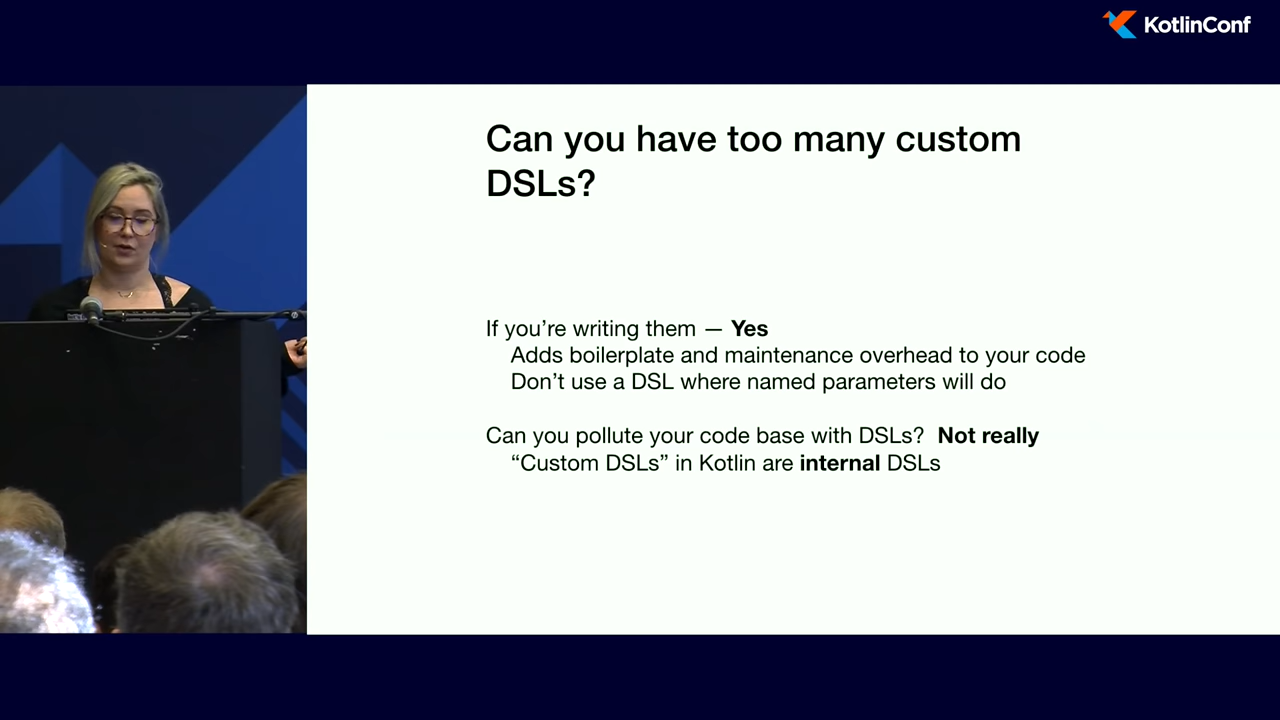 KotlinConf
Can you have too many custom
DSLs?
If you’re writing them — Yes
Adds boilerplate and maintenance overhead to your code
Don’t use a DSL where named parameters will do
Can you pollute your code base with DSLs?  Not really
“Custom DSLs” in Kotlin are internal DSLs